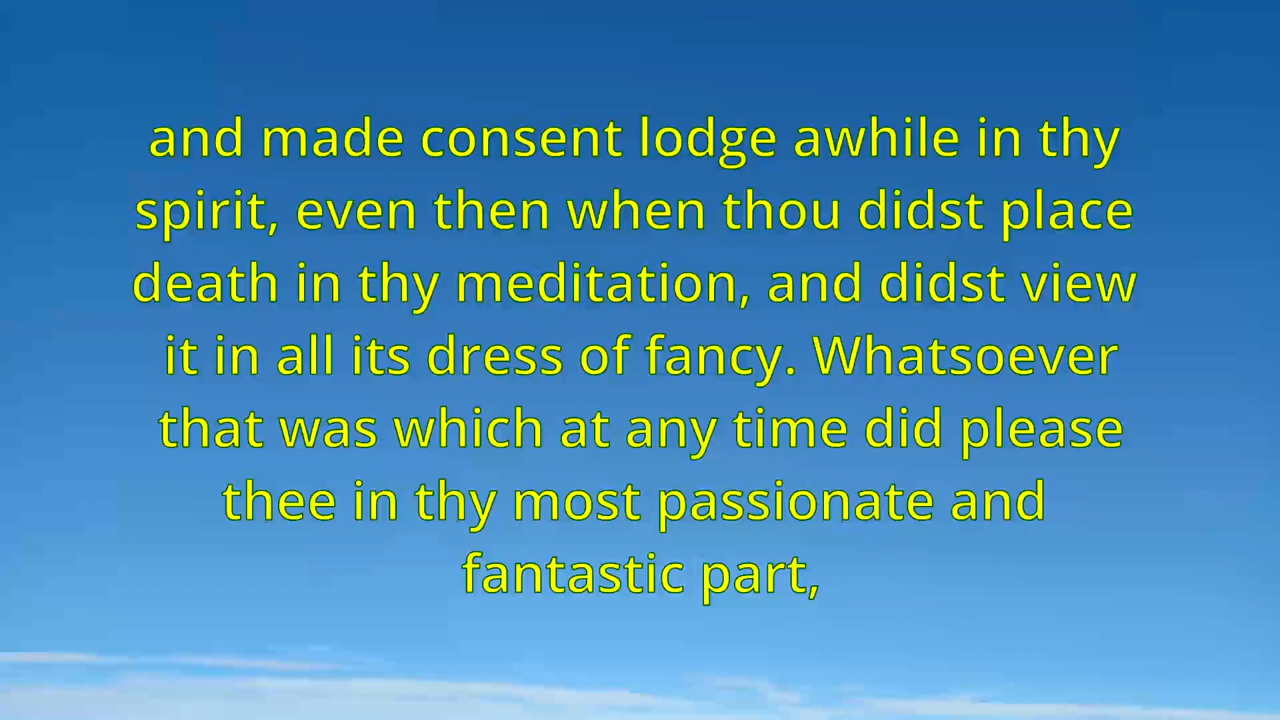 and made consent lodge awhile in thy
spirit, even then when thou didst place
death in thy meditation, and didst view
it in all its dress of fancy. Whatsoever
that was which at any time did please
thee in thy most passionate and
fantastic part,